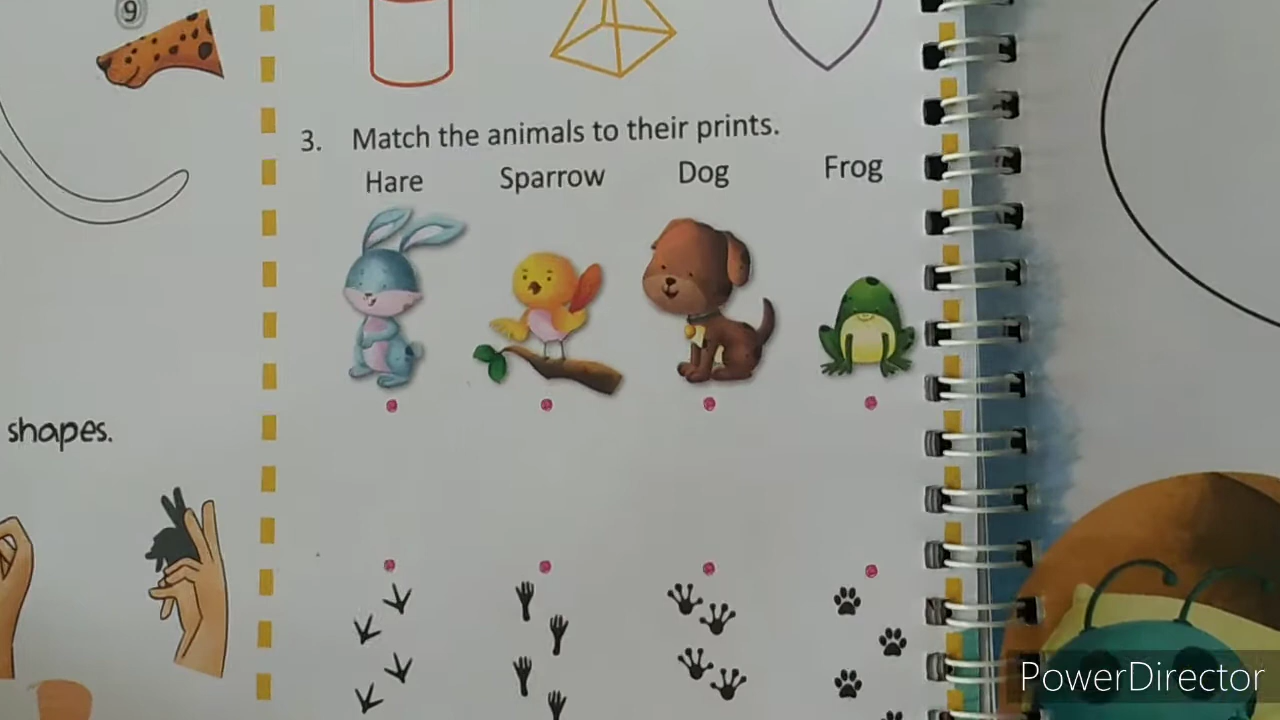 9
3. Match the animals to their prints.
Hare Sparrow Dog Frog
shapes.
PowerDirector